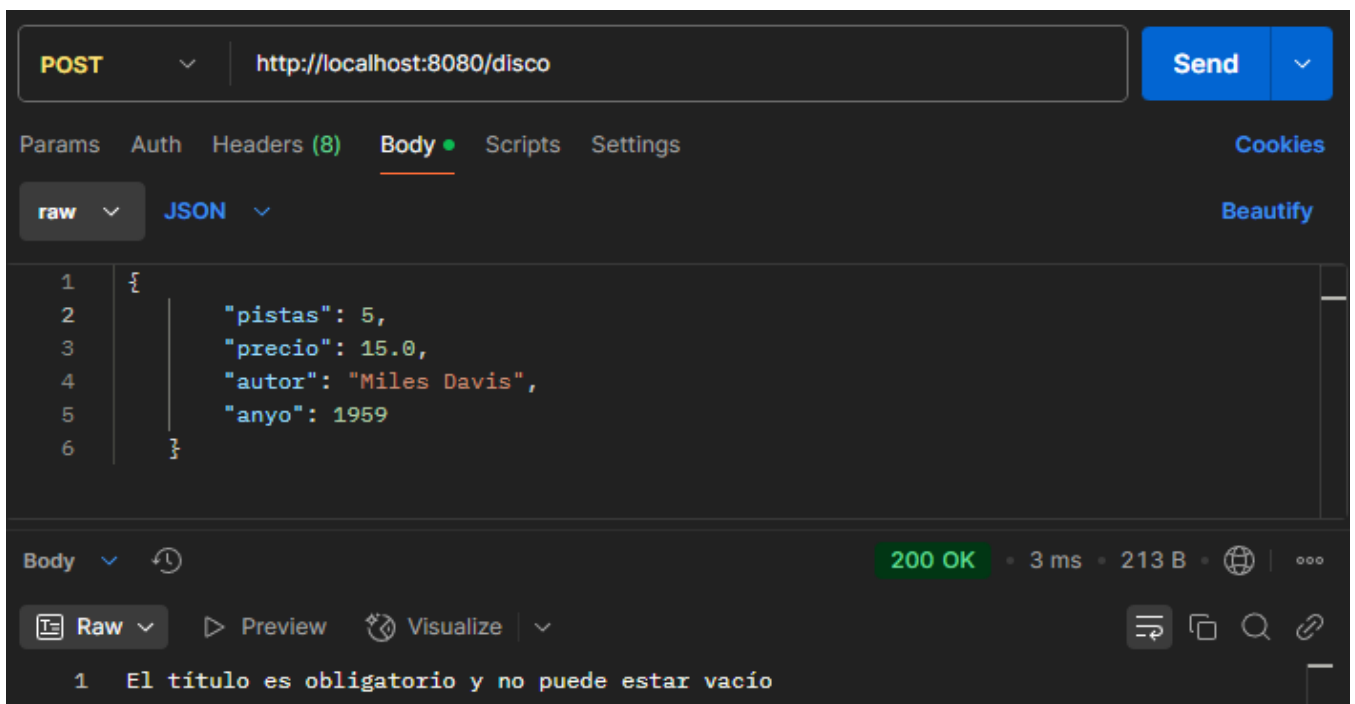 POST http://localhost:8080/disco Send
Params Auth Headers (8) Body Scripts Settings Cookies
raw JSON Beautify
1 {
2 "pistas": 5,
3 "precio": 15.0,
4 "autor": "Miles Davis",
5 "anyo": 1959
6 }
Body 200 OK • 3 ms • 213 B
Raw Preview Visualize
1 El título es obligatorio y no puede estar vacío